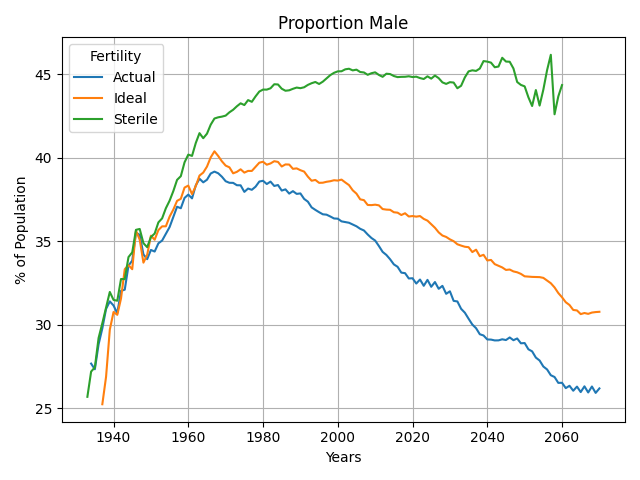 Proportion Male
Fertility
Actual
Ideal
Sterile
% of Population
45
40
35
30
25
1940 1960 1980 2000 2020 2040 2060
Years